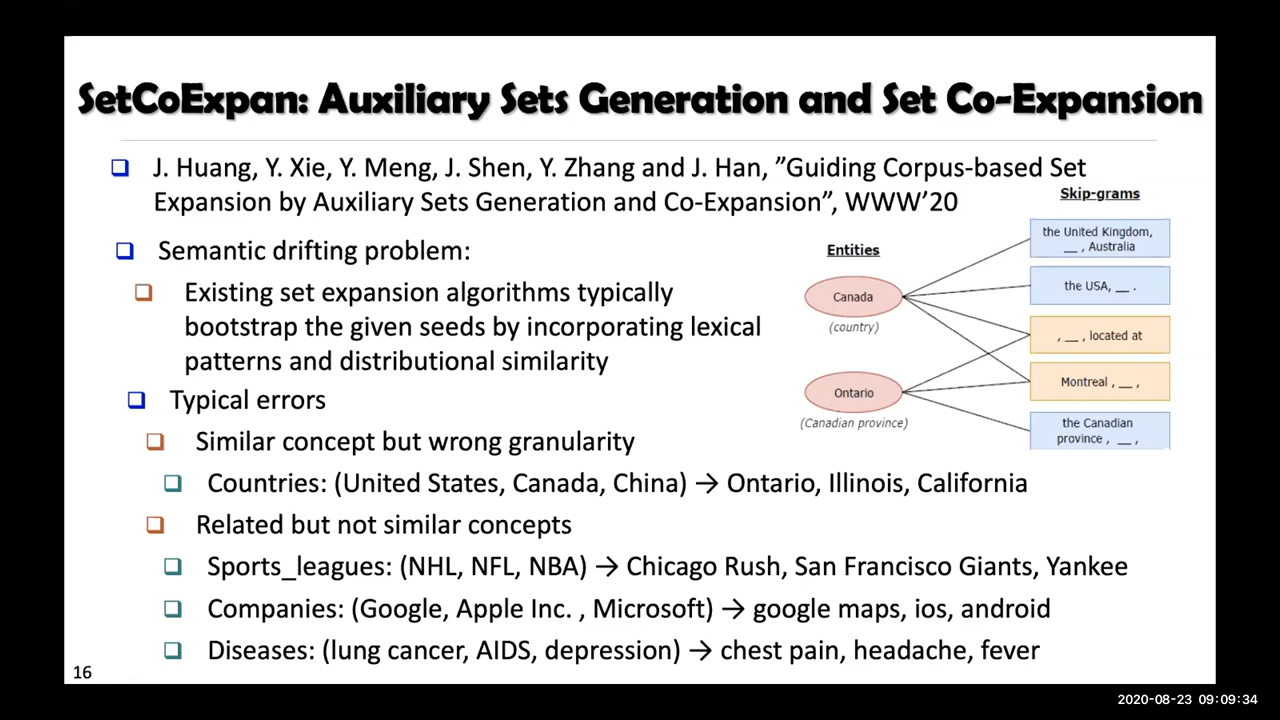 SetCoExpan: Auxiliary Sets Generation and Set Co-Expansion
J. Huang, Y. Xie, Y. Meng, J. Shen, Y. Zhang and J. Han, ”Guiding Corpus-based Set
Expansion by Auxiliary Sets Generation and Co-Expansion”, WWW’20
Semantic drifting problem:
Existing set expansion algorithms typically
bootstrap the given seeds by incorporating lexical
patterns and distributional similarity
Entities
Canada
(country)
Ontario
(Canadian province)
Skip-grams
the United Kingdom,
__ , Australia
the USA, __ .
, __ , located at
Montreal , __ ,
the Canadian
province , __ ,
Typical errors
Similar concept but wrong granularity
Countries: (United States, Canada, China) → Ontario, Illinois, California
Related but not similar concepts
Sports_leagues: (NHL, NFL, NBA) → Chicago Rush, San Francisco Giants, Yankee
Companies: (Google, Apple Inc. , Microsoft) → google maps, ios, android
Diseases: (lung cancer, AIDS, depression) → chest pain, headache, fever
16
2020-08-23 09:09:34